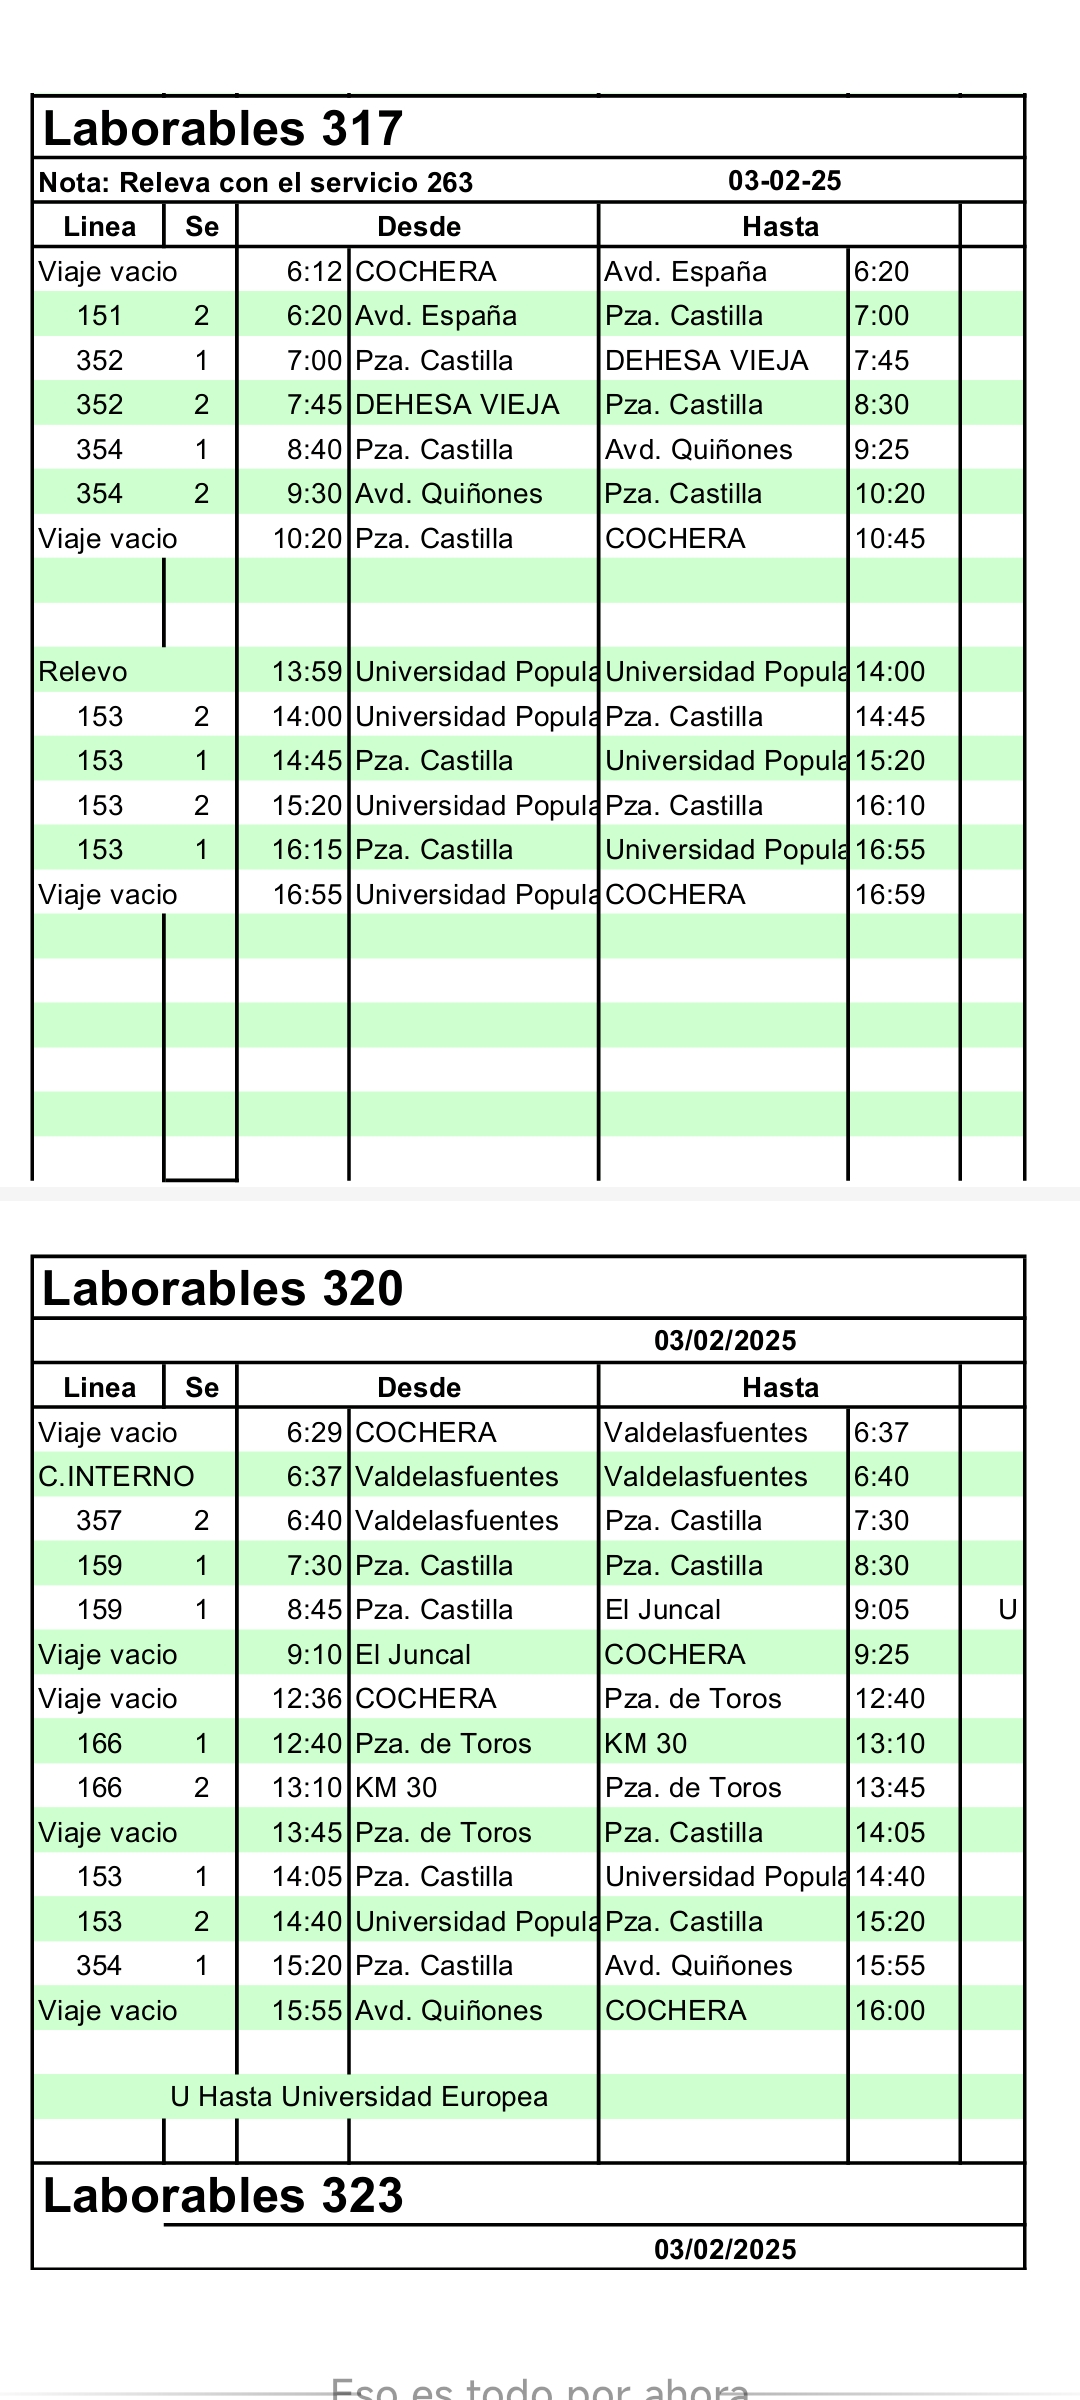 Laborables 317
Nota: Releva con el servicio 263 03-02-25
Linea Se Desde Hasta
Viaje vacio 6:12 COCHERA Avd. España 6:20
151 2 6:20 Avd. España Pza. Castilla 7:00
352 1 7:00 Pza. Castilla DEHESA VIEJA 7:45
352 2 7:45 DEHESA VIEJA Pza. Castilla 8:30
354 1 8:40 Pza. Castilla Avd. Quiñones 9:25
354 2 9:30 Avd. Quiñones Pza. Castilla 10:20
Viaje vacio 10:20 Pza. Castilla COCHERA 10:45
Relevo 13:59 Universidad Popula Universidad Popula 14:00
153 2 14:00 Universidad Popula Pza. Castilla 14:45
153 1 14:45 Pza. Castilla Universidad Popula 15:20
153 2 15:20 Universidad Popula Pza. Castilla 16:10
153 1 16:15 Pza. Castilla Universidad Popula 16:55
Viaje vacio 16:55 Universidad Popula COCHERA 16:59
Laborables 320
03/02/2025
Linea Se Desde Hasta
Viaje vacio 6:29 COCHERA Valdelasfuentes 6:37
C.INTERNO 6:37 Valdelasfuentes Valdelasfuentes 6:40
357 2 6:40 Valdelasfuentes Pza. Castilla 7:30
159 1 7:30 Pza. Castilla Pza. Castilla 8:30
159 1 8:45 Pza. Castilla El Juncal 9:05 U
Viaje vacio 9:10 El Juncal COCHERA 9:25
Viaje vacio 12:36 COCHERA Pza. de Toros 12:40
166 1 12:40 Pza. de Toros KM 30 13:10
166 2 13:10 KM 30 Pza. de Toros 13:45
Viaje vacio 13:45 Pza. de Toros Pza. Castilla 14:05
153 1 14:05 Pza. Castilla Universidad Popula 14:40
153 2 14:40 Universidad Popula Pza. Castilla 15:20
354 1 15:20 Pza. Castilla Avd. Quiñones 15:55
Viaje vacio 15:55 Avd. Quiñones COCHERA 16:00
U Hasta Universidad Europea
Laborables 323
03/02/2025
Eso es todo por ahora